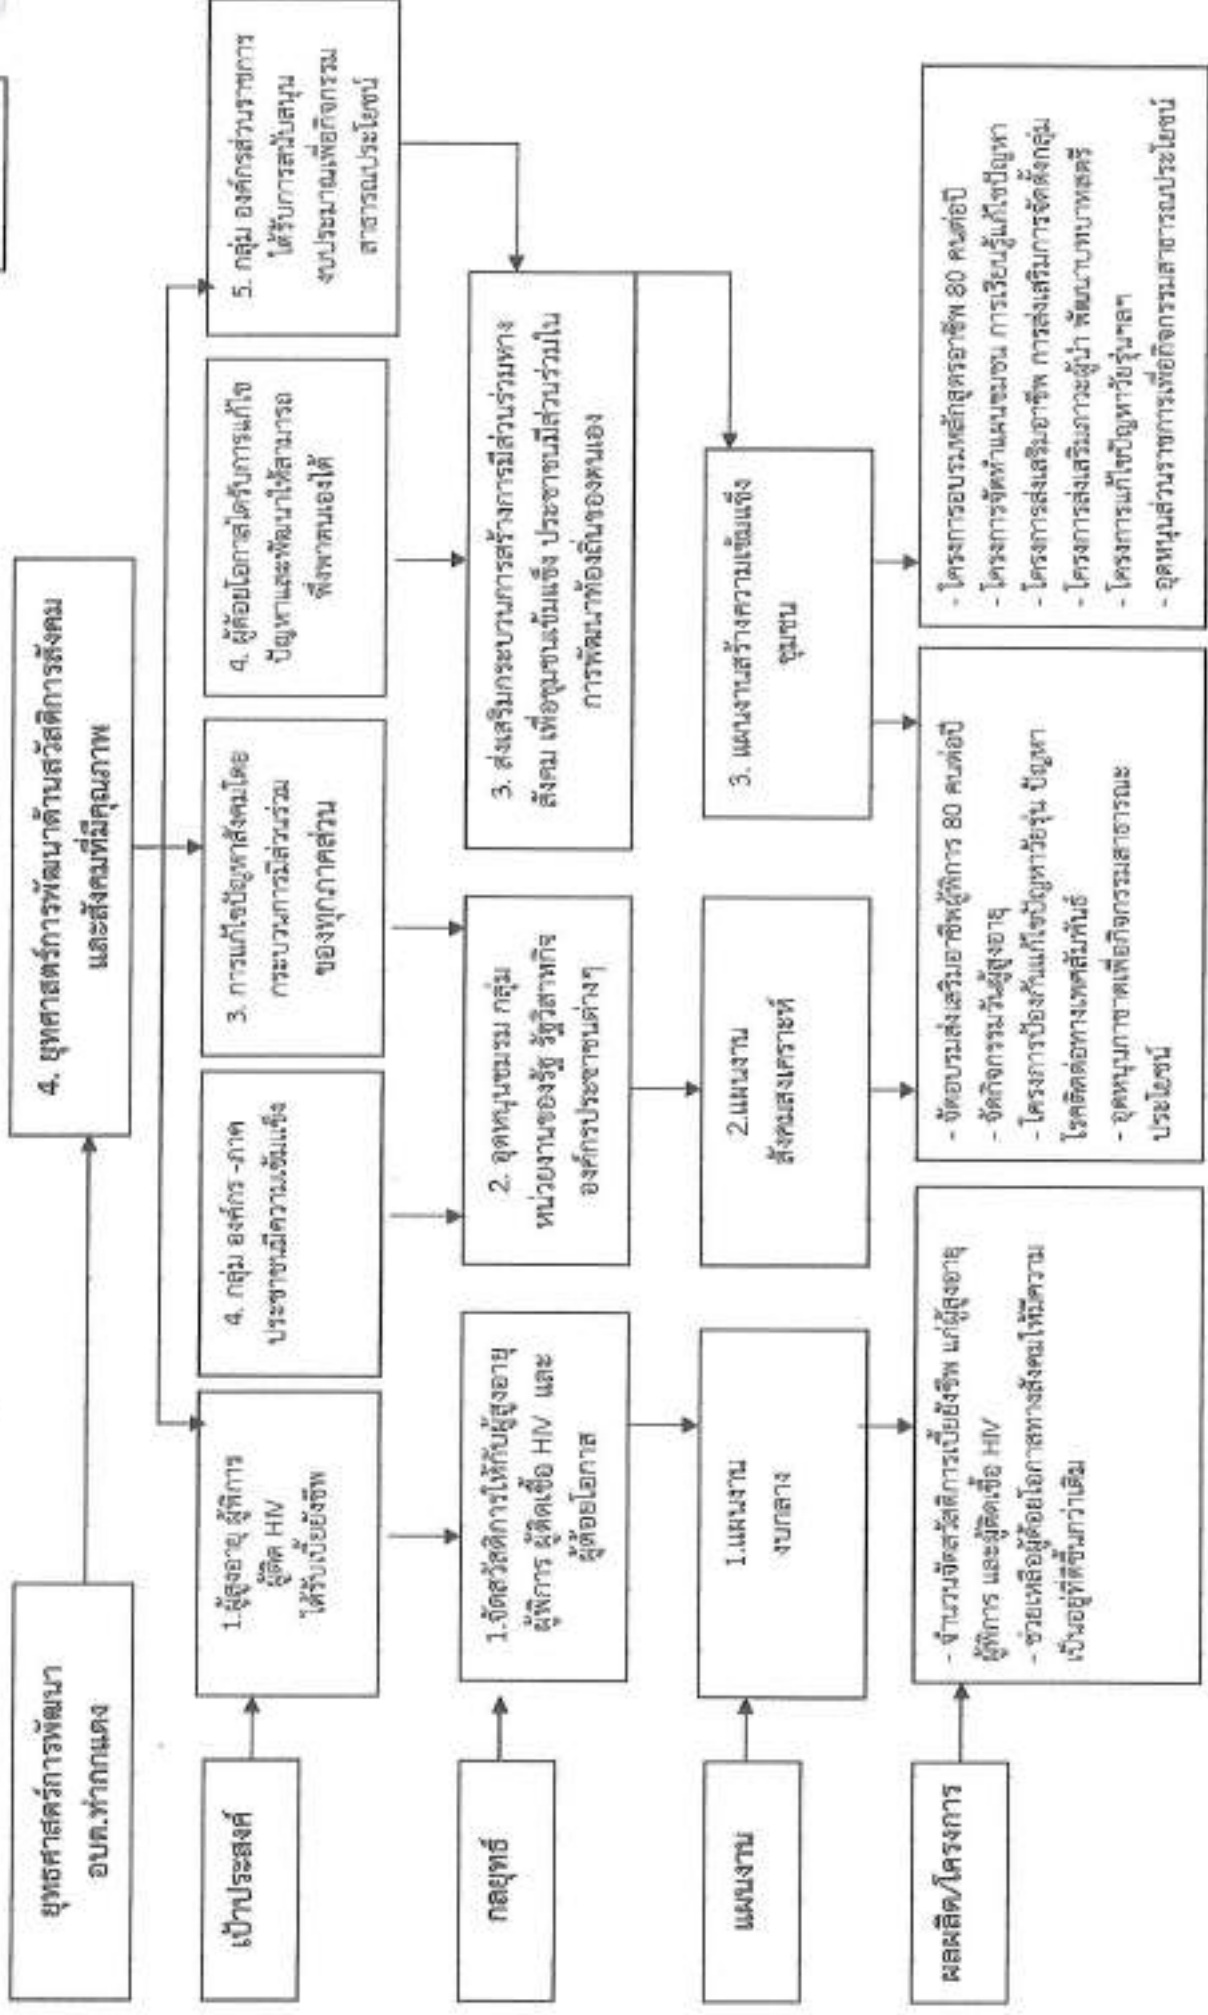 ยุทธศาสตร์การพัฒนา
อบต.ท่ากกแดง
4. ยุทศาสตร์การพัฒนาด้านสวัสดิการสังคม
และสังคมที่มีคุณภาพ
เป้าประสงค์
1.ผู้สูงอายุ ผู้พิการ
ผู้ติด HIV
ได้รับเบี้ยยังชีพ
4. กลุ่ม องค์กร -ภาค
ประชาชนมีความเข้มแข็ง
3. การแก้ไขปัญหาสังคมโดย
กระบวนการมีส่วนร่วม
ของทุกภาคส่วน
4. ผู้ด้อยโอกาสได้รับการแก้ไข
ปัญหาและพัฒนาให้สามารถ
พึ่งพาตนเองได้
5. กลุ่ม องค์กรส่วนราชการ
ได้รับการสนับสนุน
งบประมาณเพื่อกิจกรรม
สาธารณประโยชน์
กลยุทธ์
1.จัดสวัสดิการให้กับผู้สูงอายุ
ผู้พิการ ผู้ติดเชื้อ HIV และ
ผู้ด้อยโอกาส
2. อุดหนุนชมรม กลุ่ม
หน่วยงานของรัฐ รัฐวิสาหกิจ
องค์กรประชาชนต่างๆ
3. ส่งเสริมกระบวนการสร้างการมีส่วนร่วมทาง
สังคม เพื่อชุมชนเข้มแข็ง ประชาชนมีส่วนร่วมใน
การพัฒนาท้องถิ่นของตนเอง
แผนงาน
1.แผนงาน
งบกลาง
2.แผนงาน
สังคมสงเคราะห์
3. แผนงานสร้างความเข้มแข็ง
ชุมชน
ผลผลิต/โครงการ
- จำนวนจัดสวัสดิการเบี้ยยังชีพ แก่ผู้สูงอายุ
ผู้พิการ และผู้ติดเชื้อ HIV
- ช่วยเหลือผู้ด้อยโอกาสทางสังคมให้มีความ
เป็นอยู่ที่ดีขึ้นกว่าเดิม
- จัดอบรมส่งเสริมอาชีพผู้พิการ 80 คนต่อปี
- จัดกิจกรรมวันผู้สูงอายุ
- โครงการป้องกันแก้ไขปัญหาวัยรุ่น ปัญหา
โรคติดต่อทางเพศสัมพันธ์
- อุดหนุนกาชาดเพื่อกิจกรรมสาธารณะ
ประโยชน์
- โครงการอบรมหลักสูตรอาชีพ 80 คนต่อปี
- โครงการจัดทำแผนชุมชน การเรียนรู้แก้ไขปัญหา
- โครงการส่งเสริมอาชีพ การส่งเสริมการจัดตั้งกลุ่ม
- โครงการส่งเสริมภาวะผู้นำ พัฒนาบทบาทสตรี
- โครงการแก้ไขปัญหาวัยรุ่นฯลฯ
- อุดหนุนส่วนราชการเพื่อกิจกรรมสาธารณประโยชน์